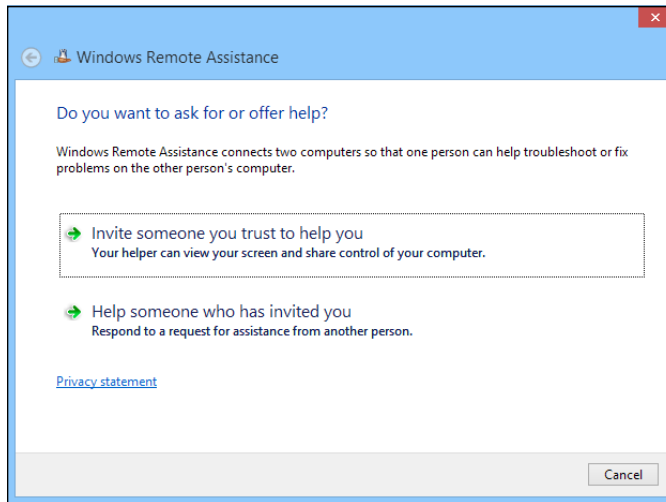 Windows Remote Assistance
Do you want to ask for or offer help?
Windows Remote Assistance connects two computers so that one person can help troubleshoot or fix
problems on the other person's computer.
Invite someone you trust to help you
Your helper can view your screen and share control of your computer.
Help someone who has invited you
Respond to a request for assistance from another person.
Privacy statement
Cancel